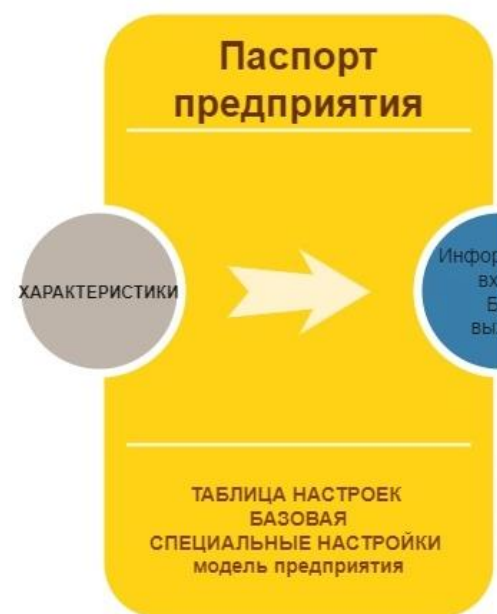 Паспорт
предприятия
ХАРАКТЕРИСТИКИ
ТАБЛИЦА НАСТРОЕК
БАЗОВАЯ
СПЕЦИАЛЬНЫЕ НАСТРОЙКИ
модель предприятия